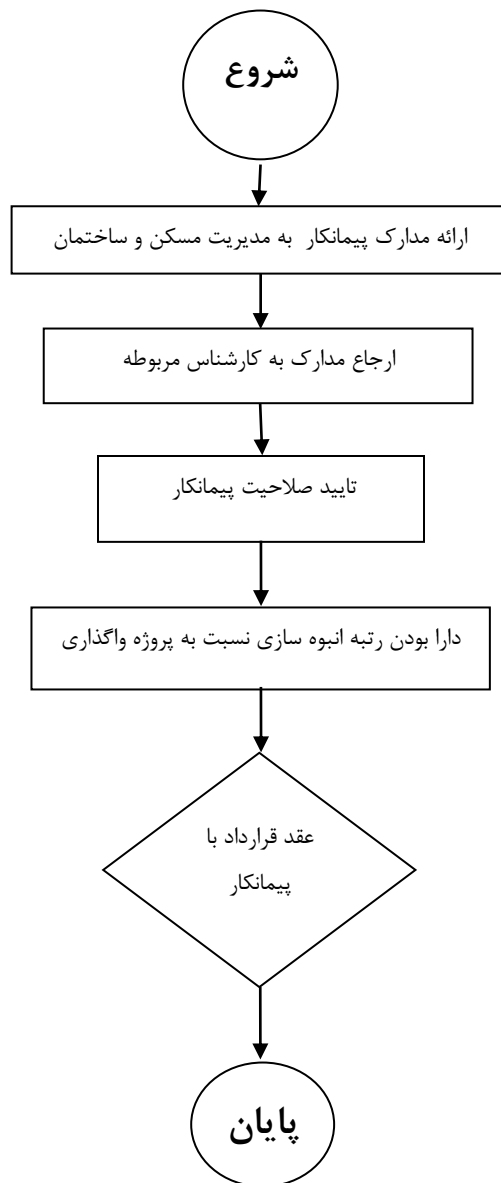 شروع
ارائه مدارک پیمانکار به مدیریت مسکن و ساختمان
ارجاع مدارک به کارشناس مربوطه
تایید صلاحیت پیمانکار
دارا بودن رتبه انبوه سازی نسبت به پروژه واگذاری
عقد قرارداد با
پیمانکار
پایان